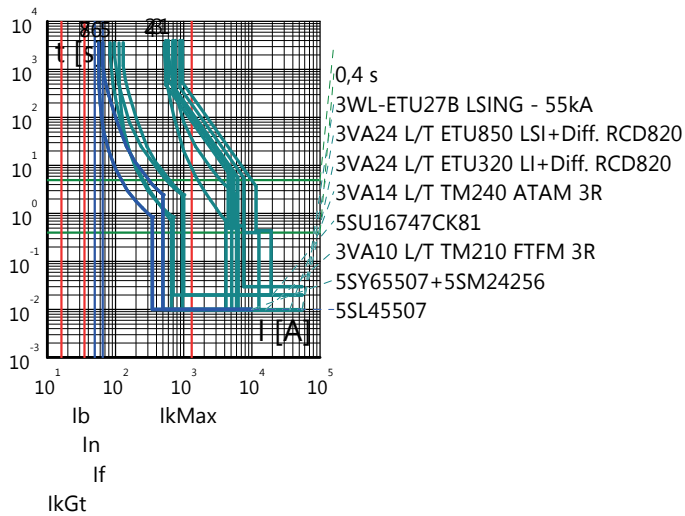 10 4
t [s]
10 3
10 2
10 1
10 0
10 -1
10 -2
10 -3
I [A]
10 1
10 2
10 3
10 4
10 5
0,4 s
3WL-ETU27B LSING - 55kA
3VA24 L/T ETU850 LSI+Diff. RCD820
3VA24 L/T ETU320 LI+Diff. RCD820
3VA14 L/T TM240 ATAM 3R
5SU16747CK81
3VA10 L/T TM210 FTFM 3R
5SY65507+5SM24256
5SL45507
Ib
IkMax
In
If
IkGt